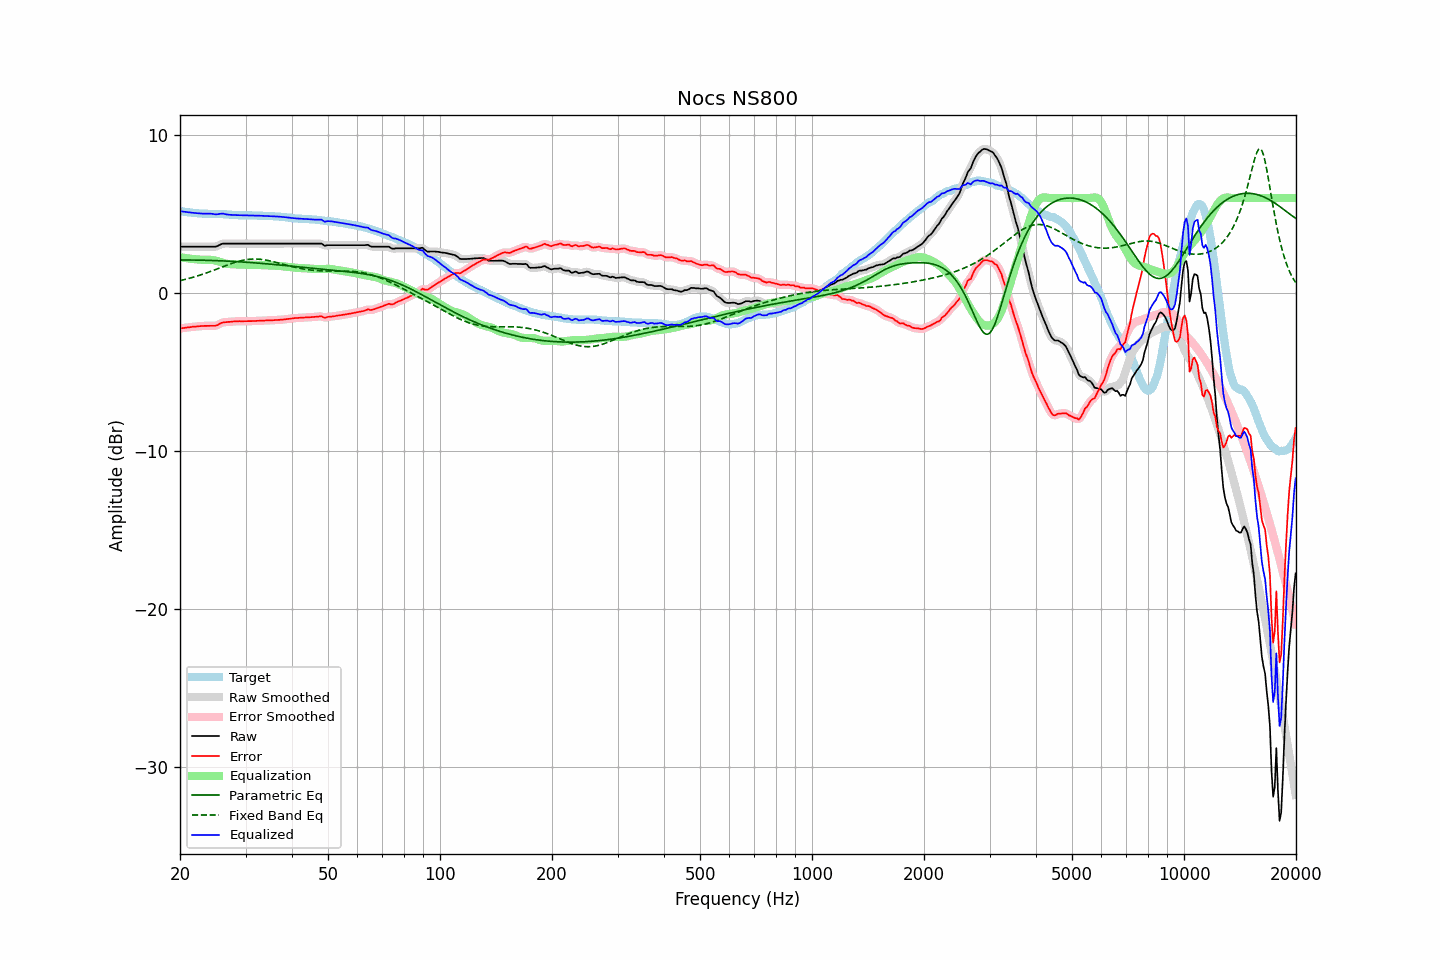 Nocs NS800
Amplitude (dBr)
10
0
−10
−20
−30
Target
Raw Smoothed
Error Smoothed
Raw
Error
Equalization
Parametric Eq
Fixed Band Eq
Equalized
20 50 100 200 500 1000 2000 5000 10000 20000
Frequency (Hz)